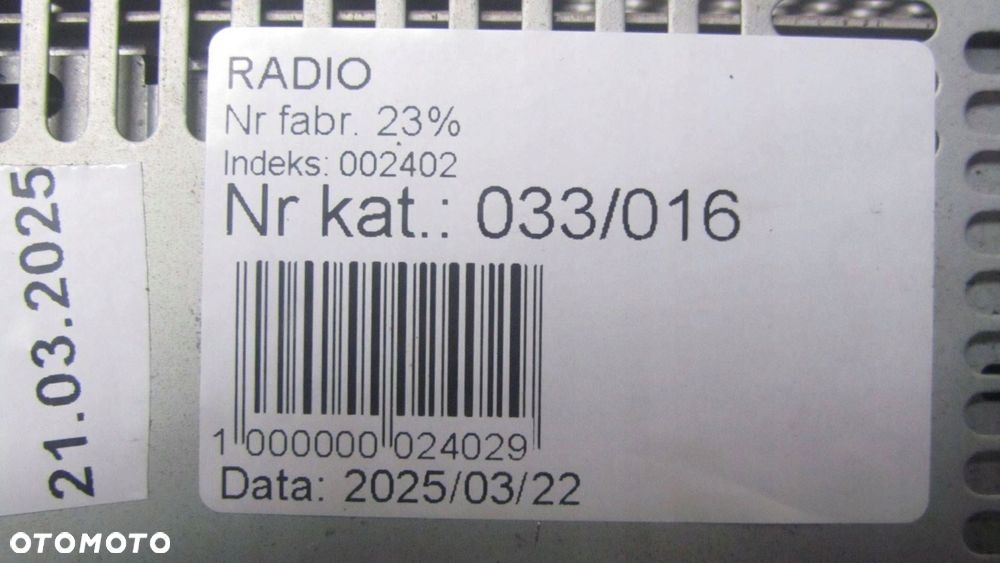 RADIO
Nr fabr. 23%
Indeks: 002402
Nr kat.: 033/016
1 000000 024029
Data: 2025/03/22
21.03.2025
OTOMOTO